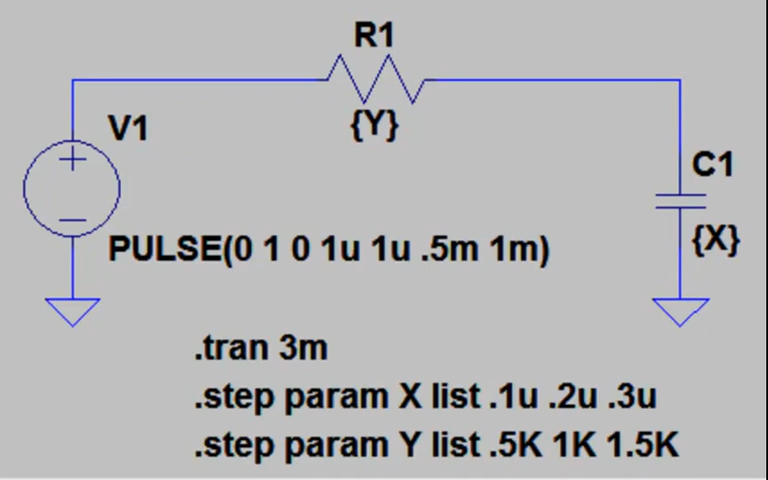 R1
{Y}
V1
C1
{X}
PULSE(0 1 0 1u 1u .5m 1m)
.tran 3m
.step param X list .1u .2u .3u
.step param Y list .5K 1K 1.5K